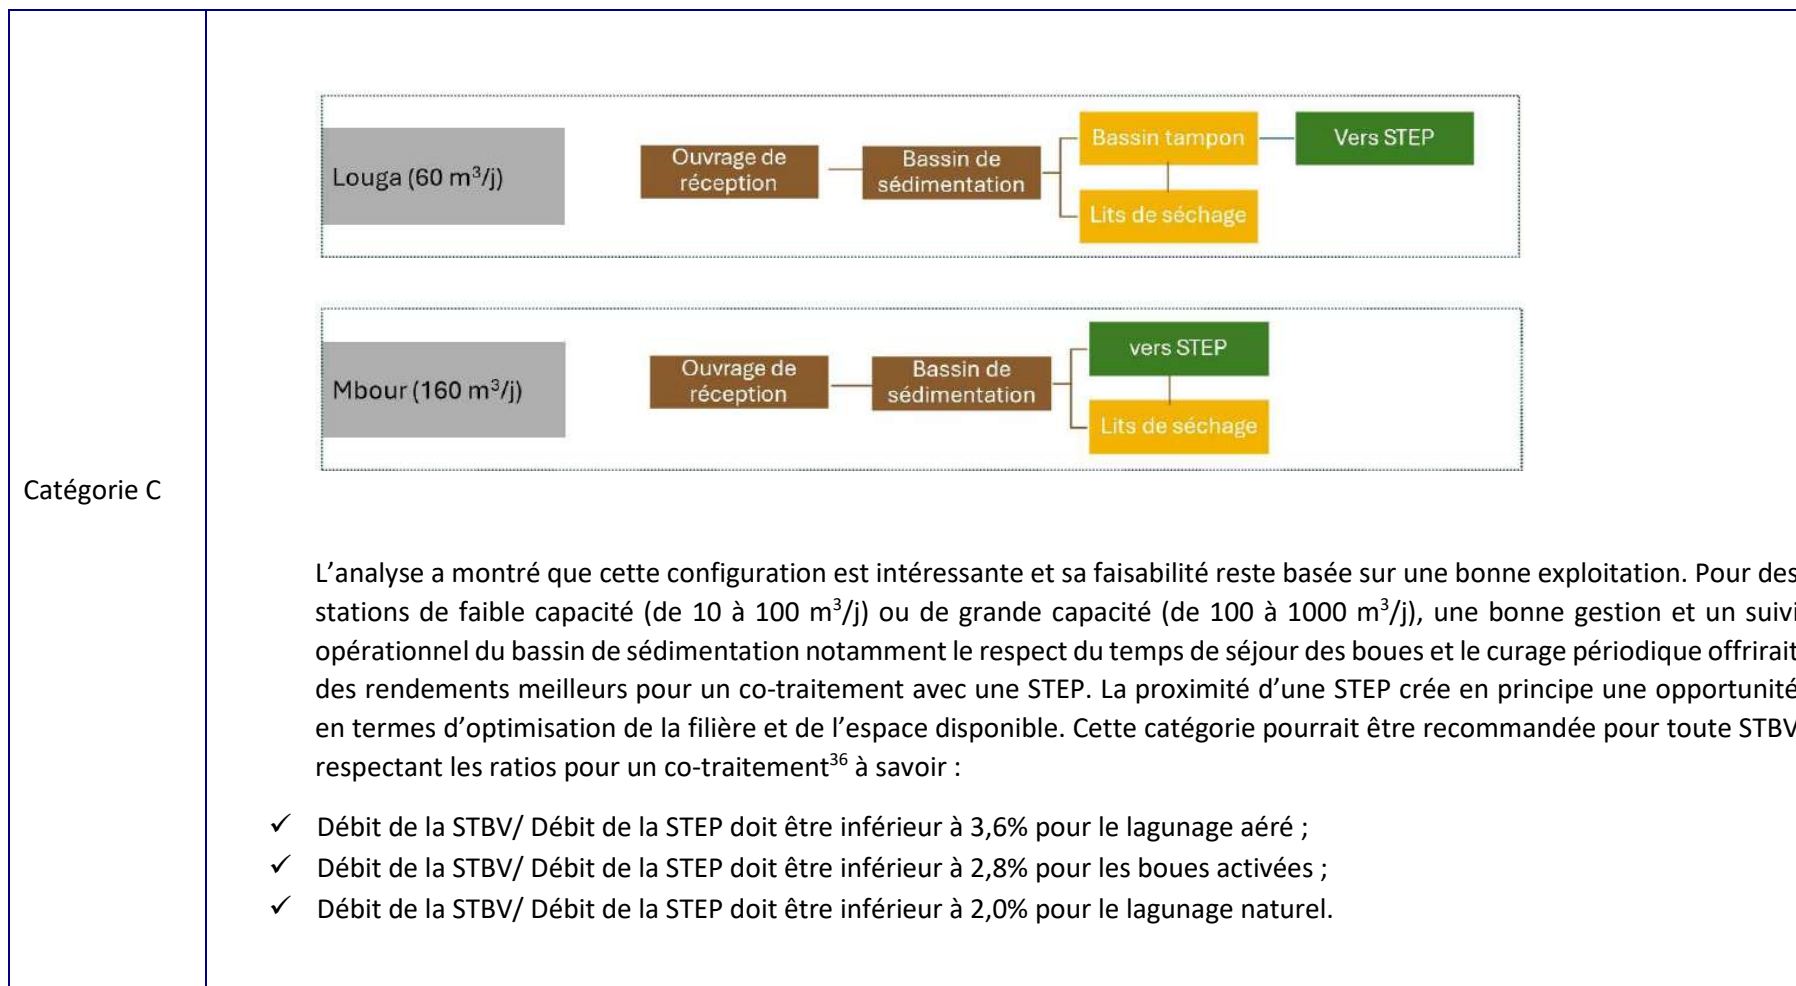 Catégorie C
Louga (60 m³/j)
Ouvrage de
réception
Bassin de
sédimentation
Bassin tampon
Vers STEP
Lits de séchage
Mbour (160 m³/j)
Ouvrage de
réception
Bassin de
sédimentation
vers STEP
Lits de séchage
L’analyse a montré que cette configuration est intéressante et sa faisabilité reste basée sur une bonne exploitation. Pour des
stations de faible capacité (de 10 à 100 m³/j) ou de grande capacité (de 100 à 1000 m³/j), une bonne gestion et un suivi
opérationnel du bassin de sédimentation notamment le respect du temps de séjour des boues et le curage périodique offrirait
des rendements meilleurs pour un co-traitement avec une STEP. La proximité d’une STEP crée en principe une opportunité
en termes d’optimisation de la filière et de l’espace disponible. Cette catégorie pourrait être recommandée pour toute STBV
respectant les ratios pour un co-traitement³⁶ à savoir :
✓ Débit de la STBV/ Débit de la STEP doit être inférieur à 3,6% pour le lagunage aéré ;
✓ Débit de la STBV/ Débit de la STEP doit être inférieur à 2,8% pour les boues activées ;
✓ Débit de la STBV/ Débit de la STEP doit être inférieur à 2,0% pour le lagunage naturel.